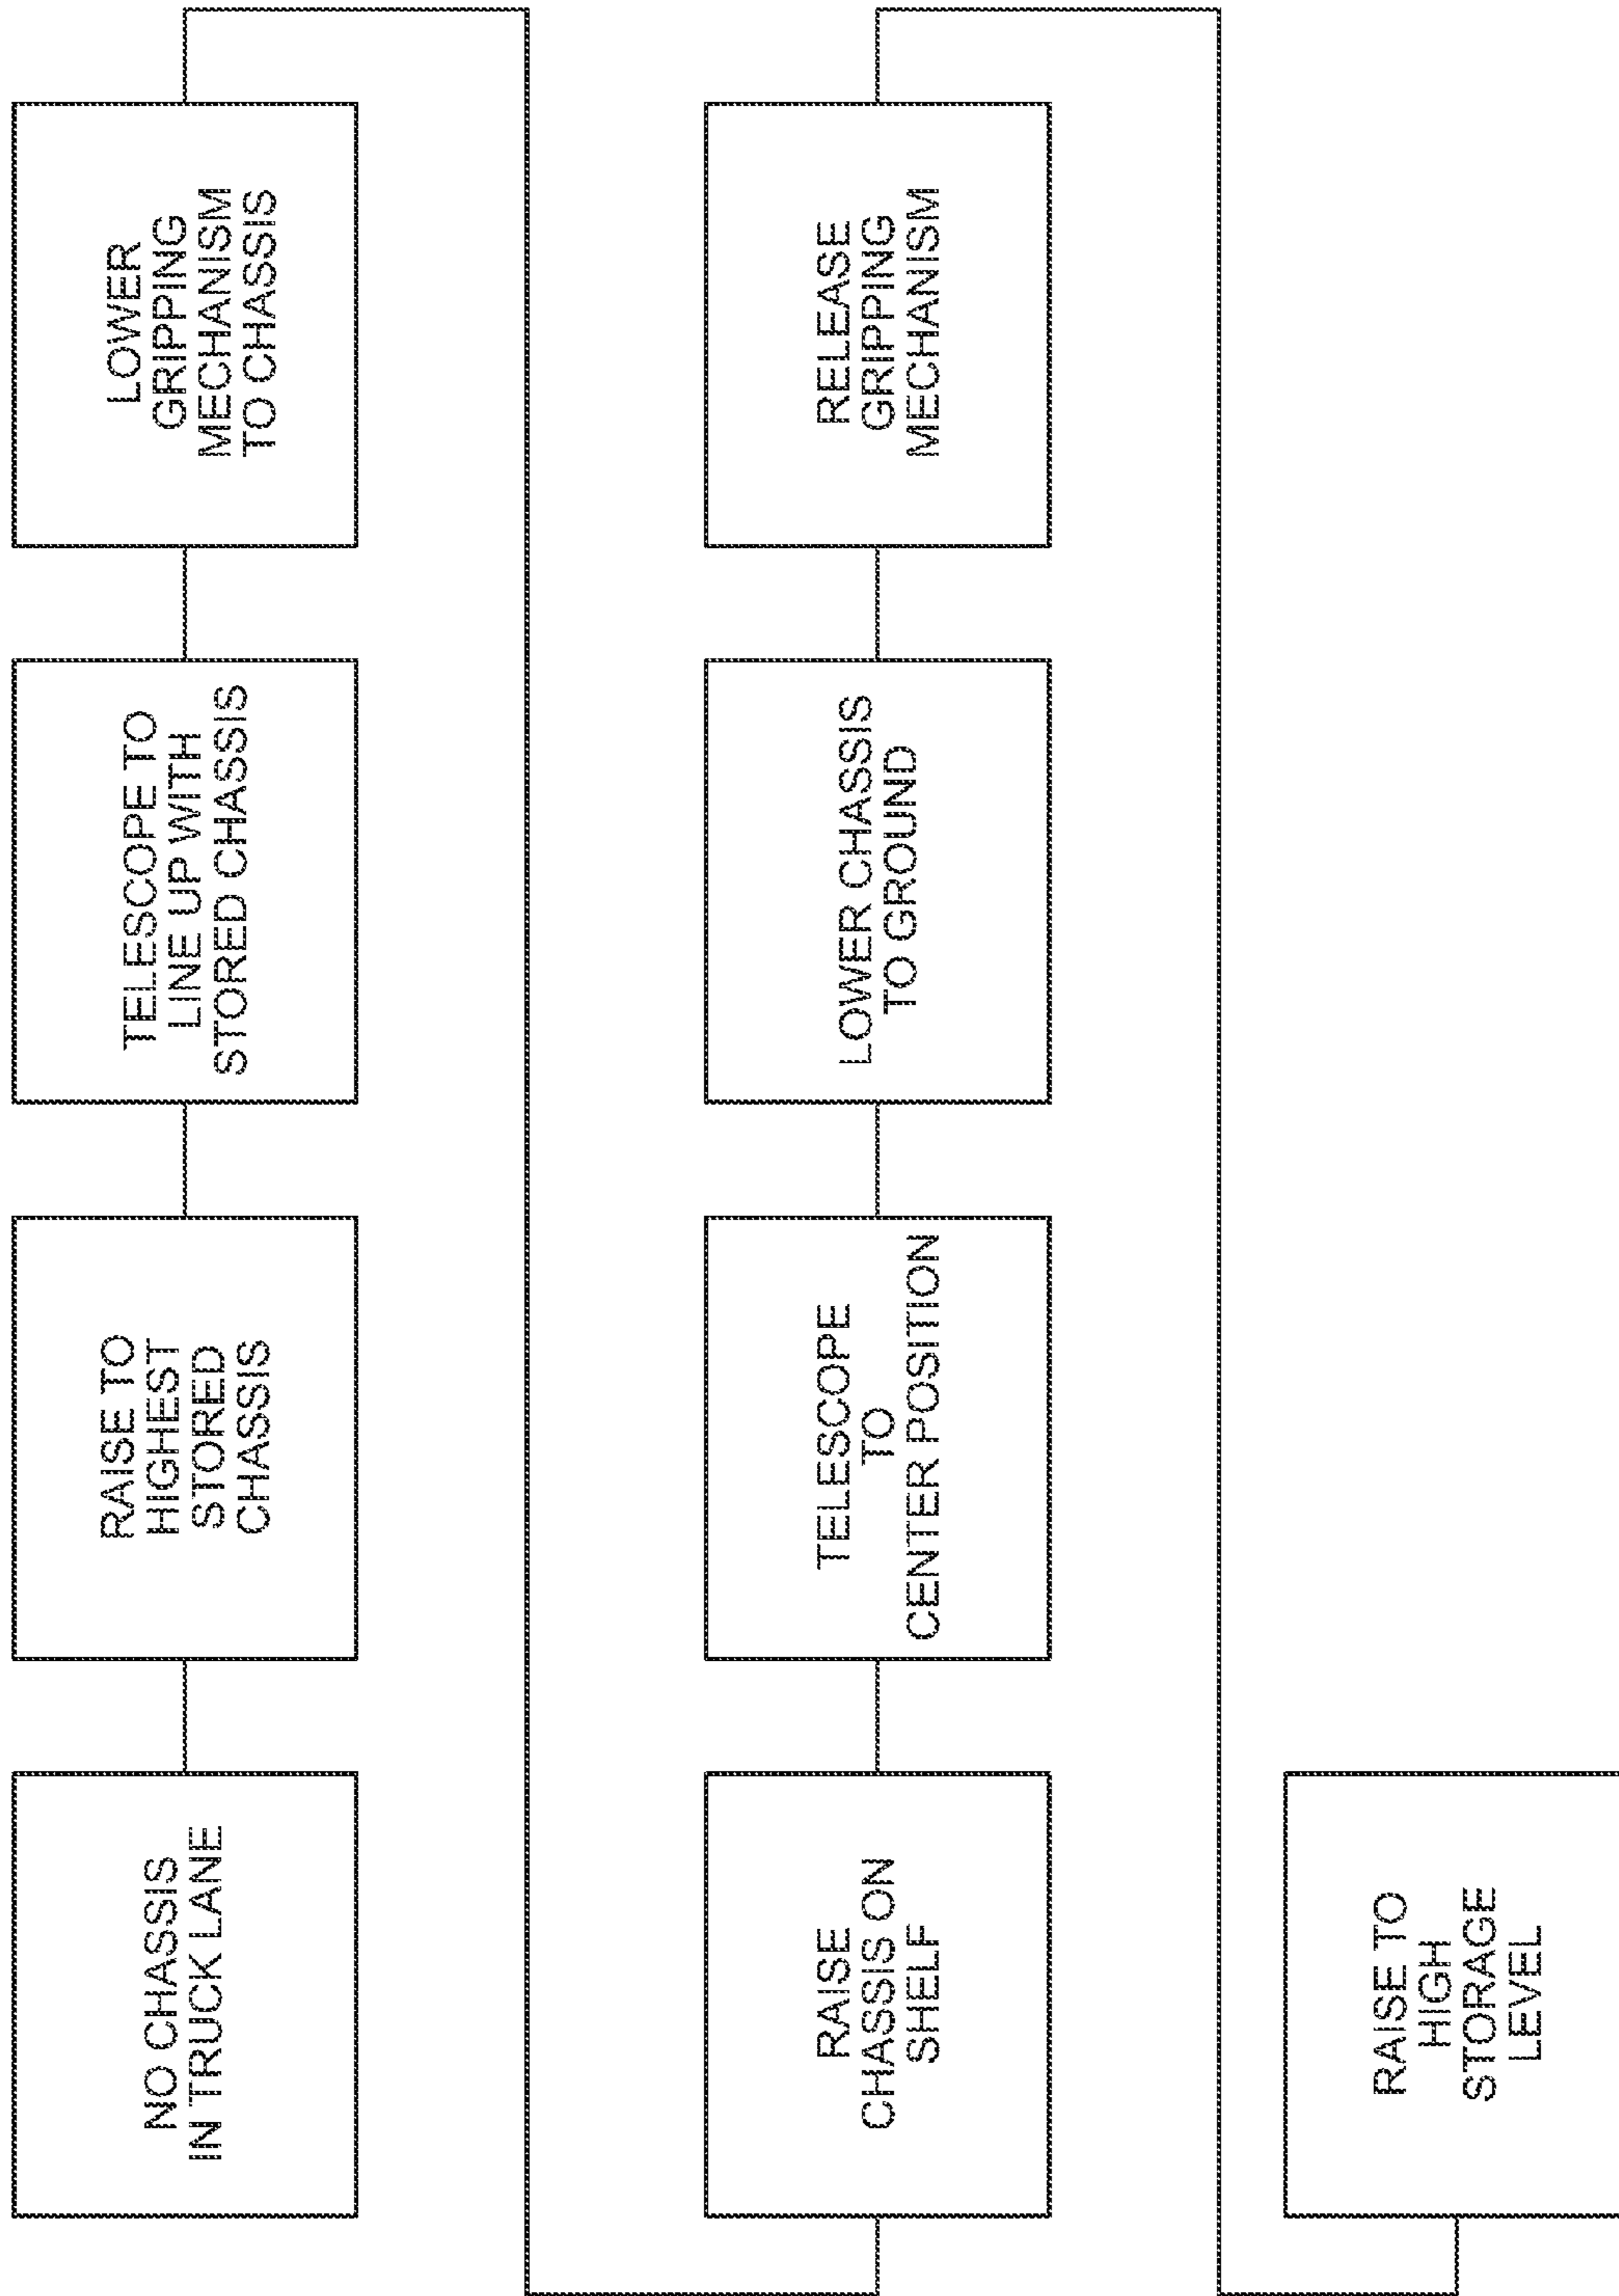 NO CHASSIS
IN TRUCK LANE
RAISE TO
HIGHEST
STORED
CHASSIS
TELESCOPE TO
LINE UP WITH
STORED CHASSIS
LOWER
GRIPPING
MECHANISM
TO CHASSIS
RAISE
CHASSIS ON
SHELF
TELESCOPE
TO
CENTER POSITION
LOWER CHASSIS
TO GROUND
RELEASE
GRIPPING
MECHANISM
RAISE TO
HIGH
STORAGE
LEVEL